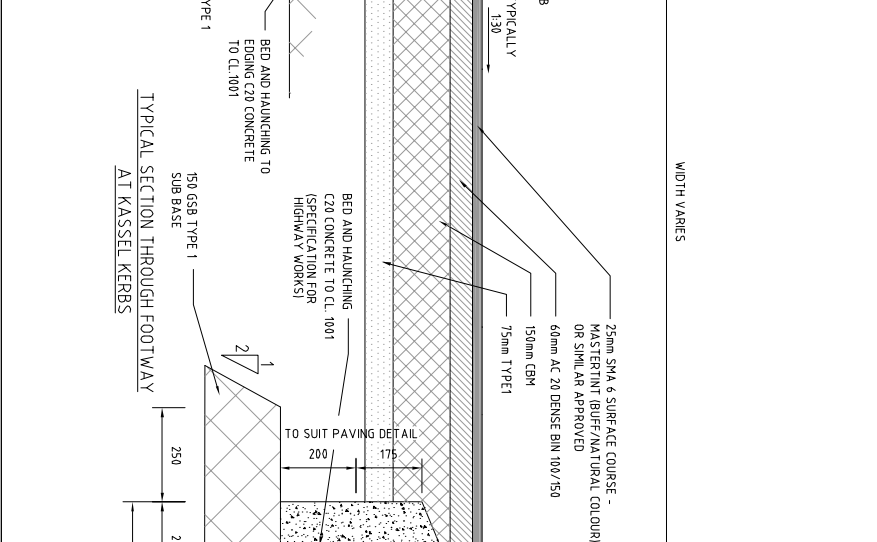 WIDTH VARIES
TYPICALLY
1:30
25mm SMA 6 SURFACE COURSE -
MASTERTINT (BUFF/NATURAL COLOUR)
OR SIMILAR APPROVED
60mm AC 20 DENSE BIN 100/150
150mm CBM
75mm TYPE1
BED AND HAUNCHING TO
EDGING C20 CONCRETE
TO CL.1001
BED AND HAUNCHING
C20 CONCRETE TO CL. 1001
(SPECIFICATION FOR
HIGHWAY WORKS)
150 GSB TYPE 1
SUB BASE
TYPE 1
TO SUIT PAVING DETAIL
200
175
1
2
250
TYPICAL SECTION THROUGH FOOTWAY
AT KASSEL KERBS